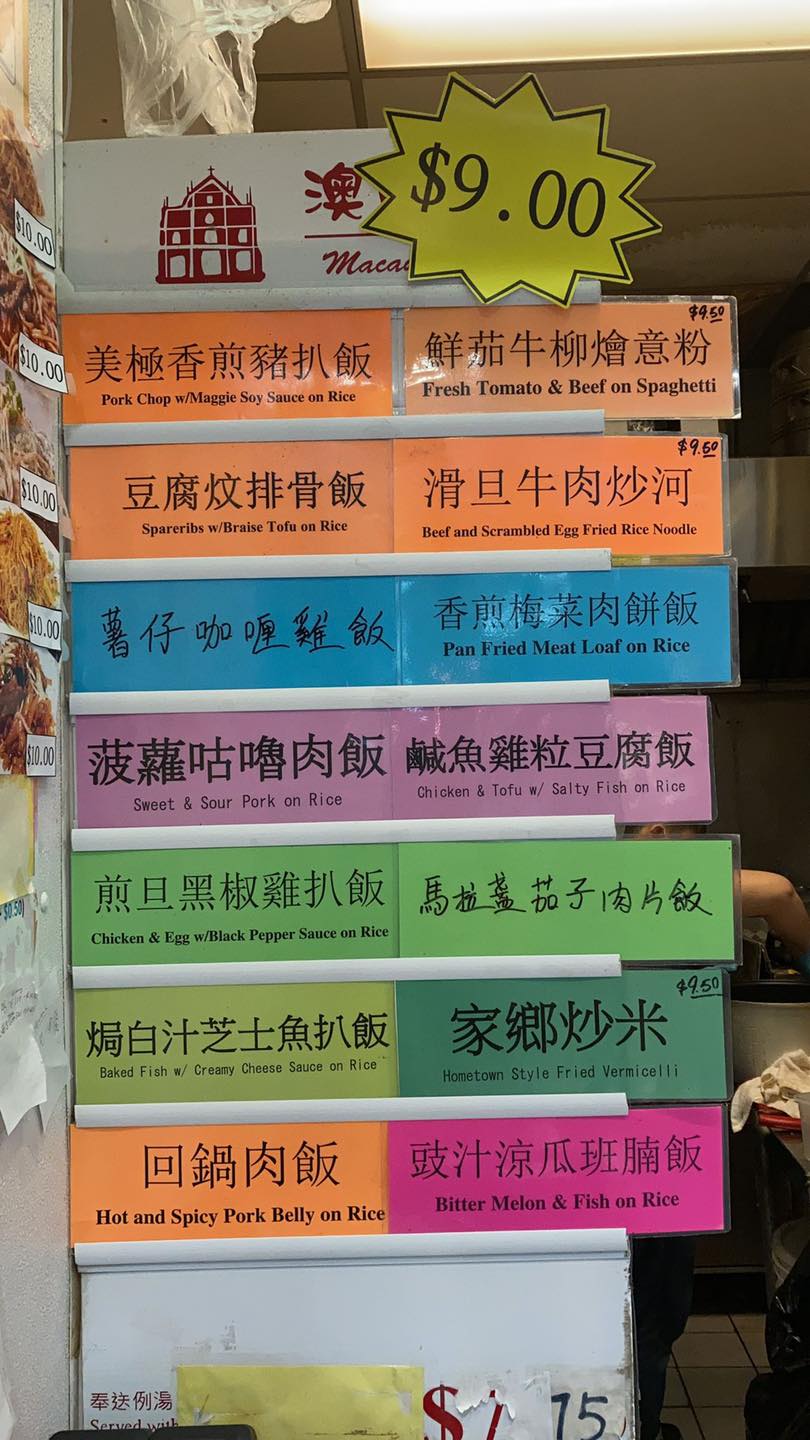 $10.00
$10.00
$10.00
$10.00
$10.00
$0.50)
$9.00
澳
Macau
美極香煎豬扒飯
Pork Chop w/Maggie Soy Sauce on Rice
$9.50
鮮茄牛柳燴意粉
Fresh Tomato & Beef on Spaghetti
豆腐炆排骨飯
Spareribs w/Braise Tofu on Rice
$9.50
滑旦牛肉炒河
Beef and Scrambled Egg Fried Rice Noodle
薯仔咖喱雞飯
香煎梅菜肉餅飯
Pan Fried Meat Loaf on Rice
菠蘿咕嚕肉飯
Sweet & Sour Pork on Rice
鹹魚雞粒豆腐飯
Chicken & Tofu w/ Salty Fish on Rice
煎旦黑椒雞扒飯
Chicken & Egg w/Black Pepper Sauce on Rice
馬拉盞茄子肉片飯
焗白汁芝士魚扒飯
Baked Fish w/ Creamy Cheese Sauce on Rice
$9.50
家鄉炒米
Hometown Style Fried Vermicelli
回鍋肉飯
Hot and Spicy Pork Belly on Rice
豉汁涼瓜班腩飯
Bitter Melon & Fish on Rice
奉送例湯
Served with
$ 75